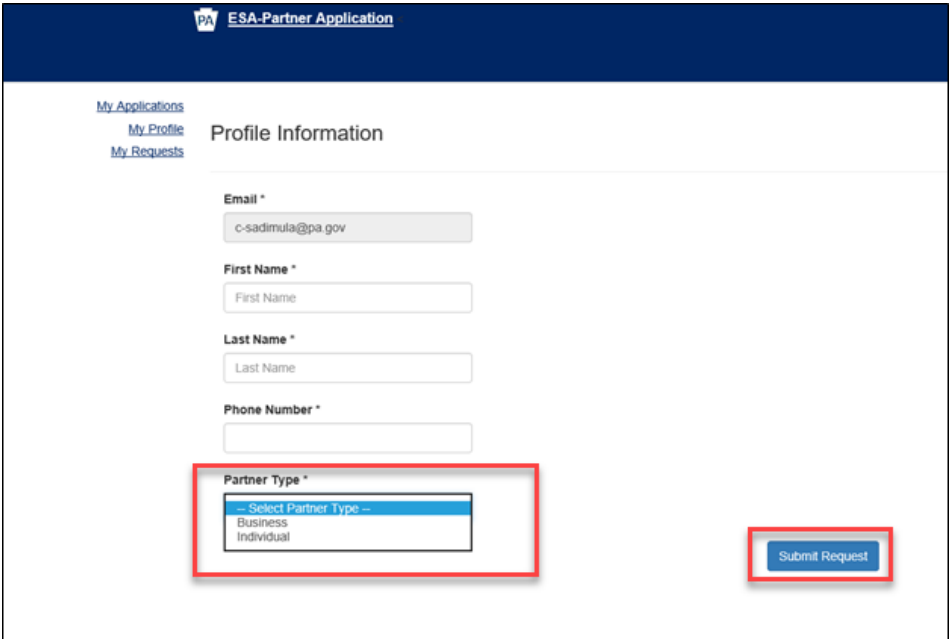 PA ESA-Partner Application
My Applications
My Profile
My Requests
Profile Information
Email *
c-sadimula@pa.gov
First Name *
First Name
Last Name *
Last Name
Phone Number *
Partner Type *
-- Select Partner Type --
Business
Individual
Submit Request